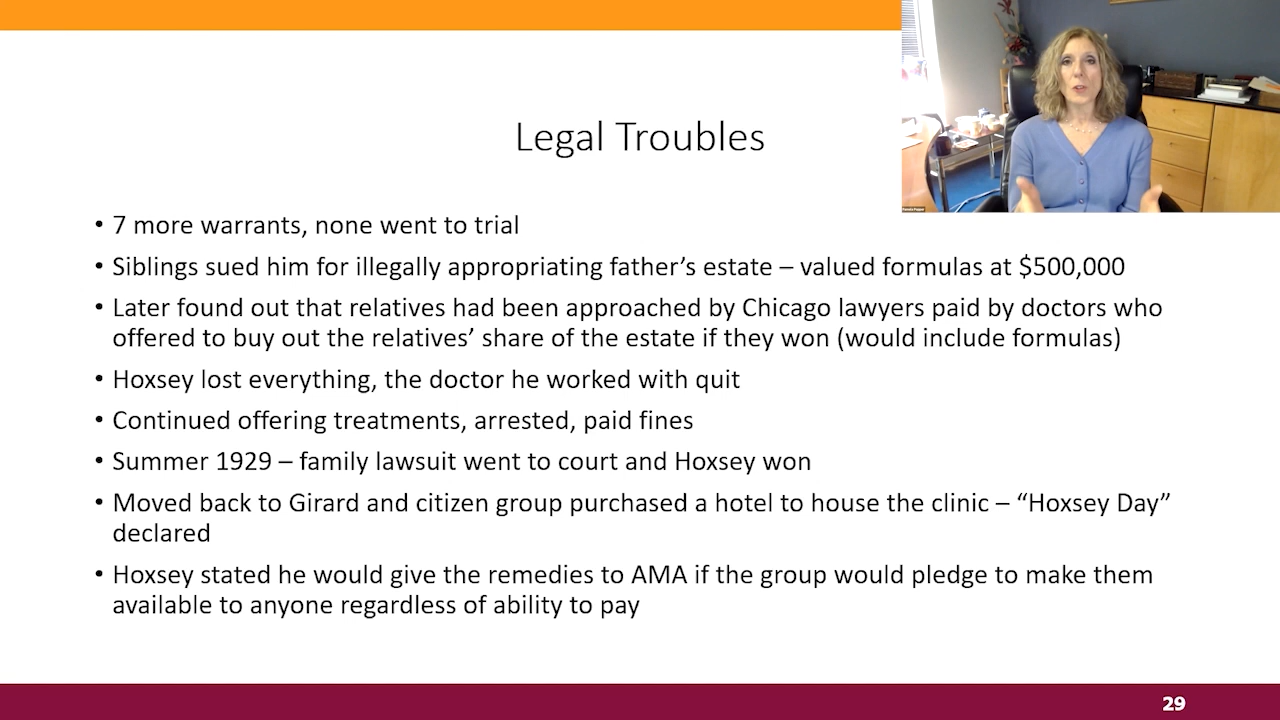 Legal Troubles
• 7 more warrants, none went to trial
• Siblings sued him for illegally appropriating father’s estate – valued formulas at $500,000
• Later found out that relatives had been approached by Chicago lawyers paid by doctors who
offered to buy out the relatives’ share of the estate if they won (would include formulas)
• Hoxsey lost everything, the doctor he worked with quit
• Continued offering treatments, arrested, paid fines
• Summer 1929 – family lawsuit went to court and Hoxsey won
• Moved back to Girard and citizen group purchased a hotel to house the clinic – “Hoxsey Day”
declared
• Hoxsey stated he would give the remedies to AMA if the group would pledge to make them
available to anyone regardless of ability to pay
29